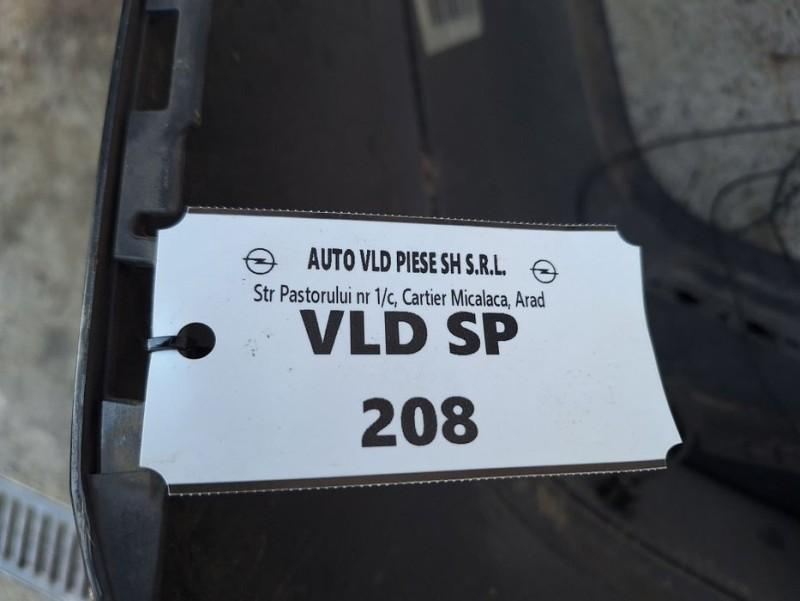 AUTO VLD PIESE SH S.R.L.
Str Pastorului nr 1/c, Cartier Micalaca, Arad
VLD SP
208